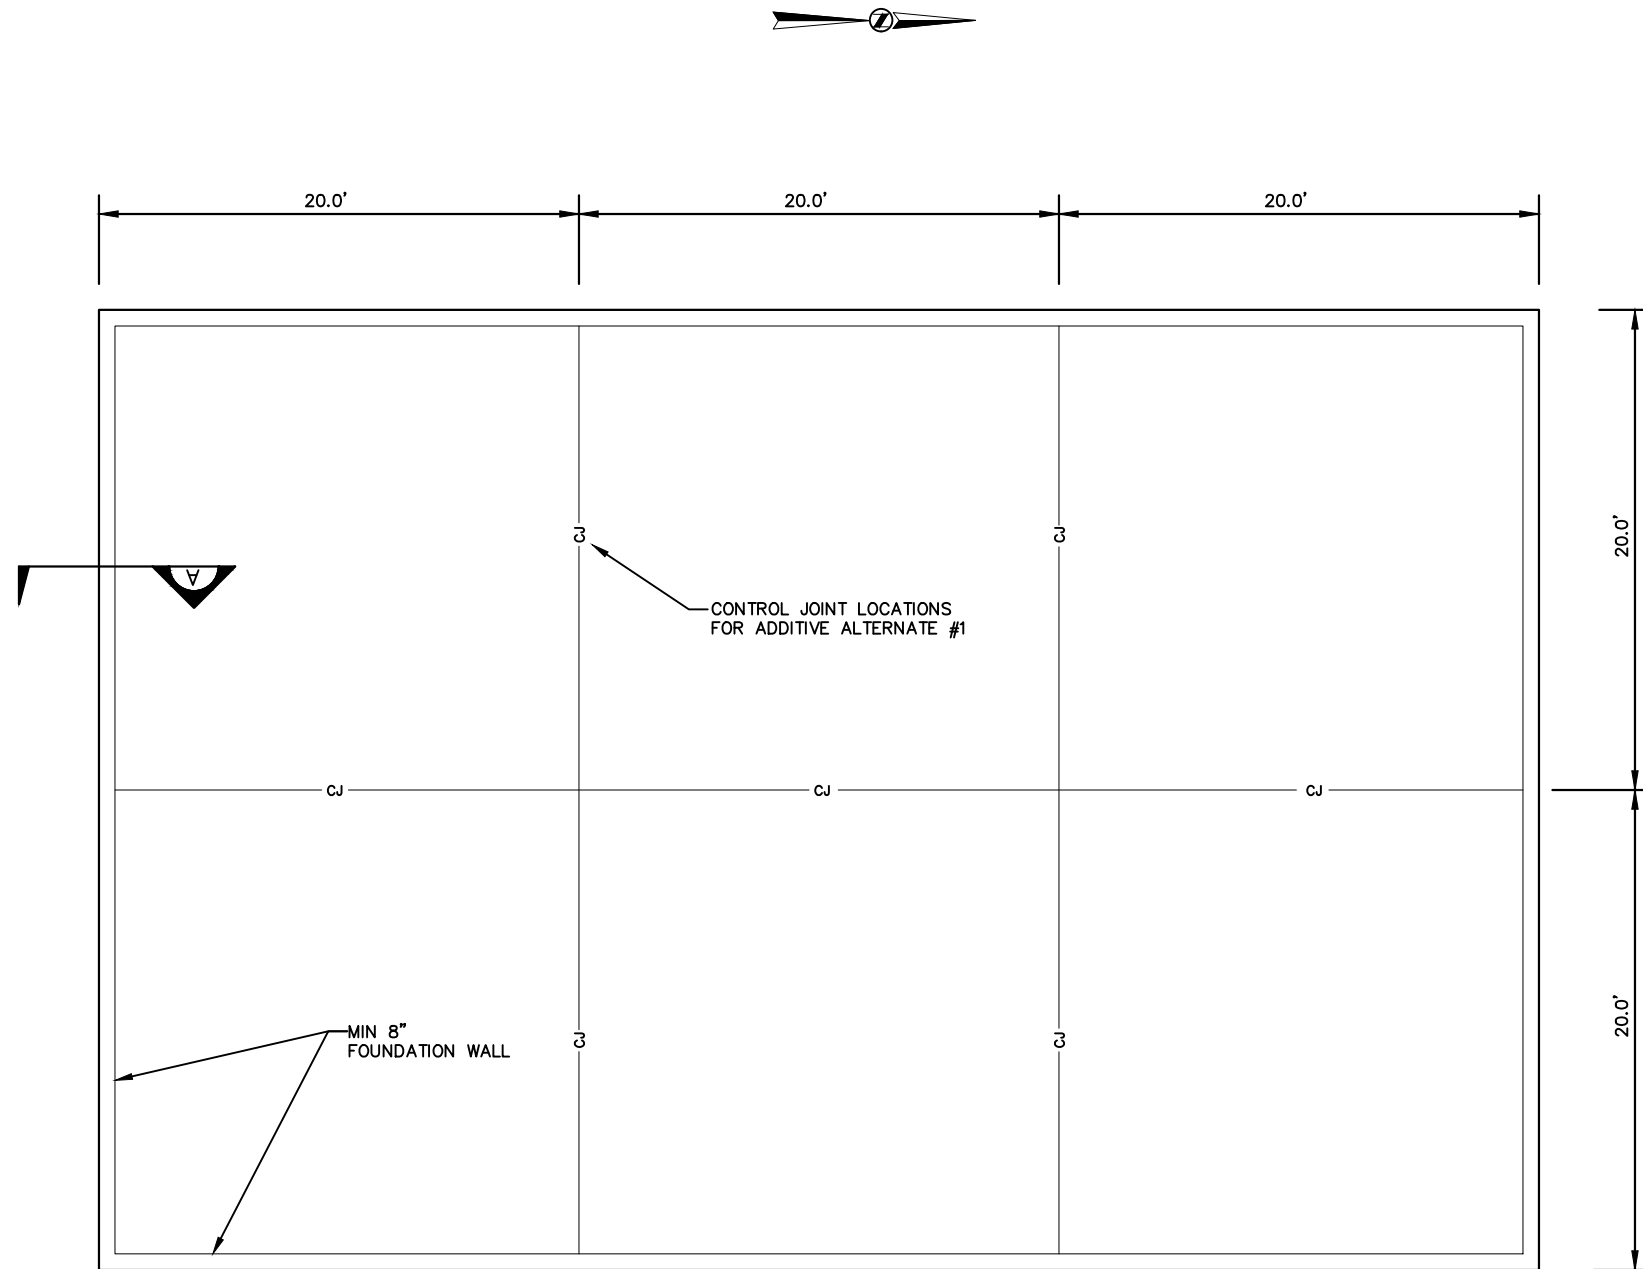 Z
20.0'
20.0'
20.0'
20.0'
CJ
CJ
A
CONTROL JOINT LOCATIONS
FOR ADDITIVE ALTERNATE #1
CJ
CJ
CJ
20.0'
MIN 8"
FOUNDATION WALL
CJ
CJ